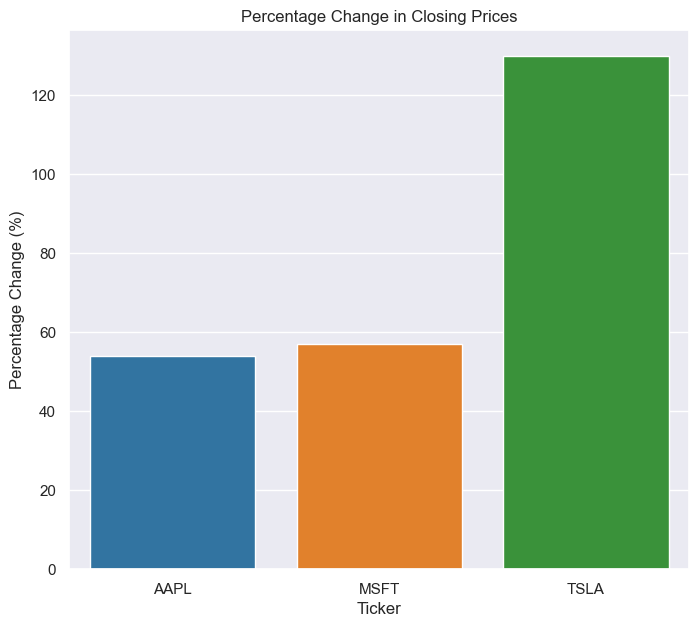 Percentage Change in Closing Prices
Percentage Change (%)
120
100
80
60
40
20
0
AAPL
MSFT
TSLA
Ticker